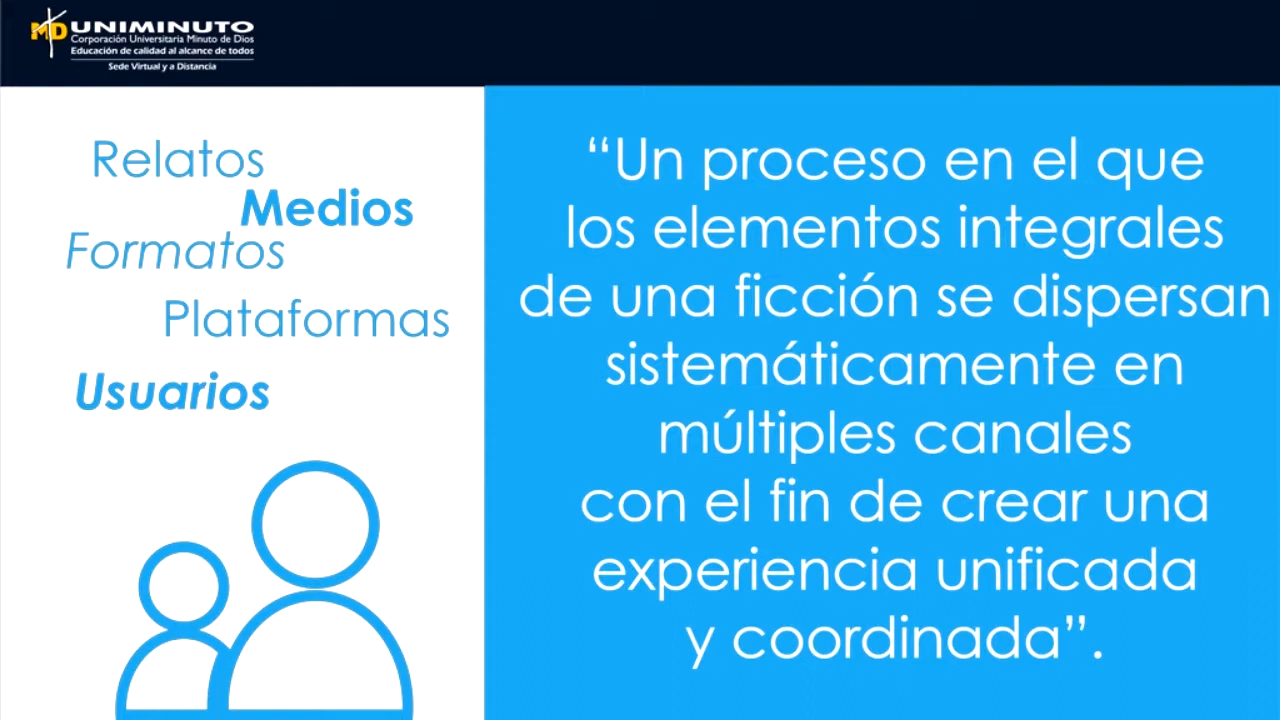 MD UNIMINUTO
Corporación Universitaria Minuto de Dios
Educación de calidad al alcance de todos
Sede Virtual y a Distancia
Relatos
Medios
Formatos
Plataformas
Usuarios
“Un proceso en el que
los elementos integrales
de una ficción se dispersan
sistemáticamente en
múltiples canales
con el fin de crear una
experiencia unificada
y coordinada”.